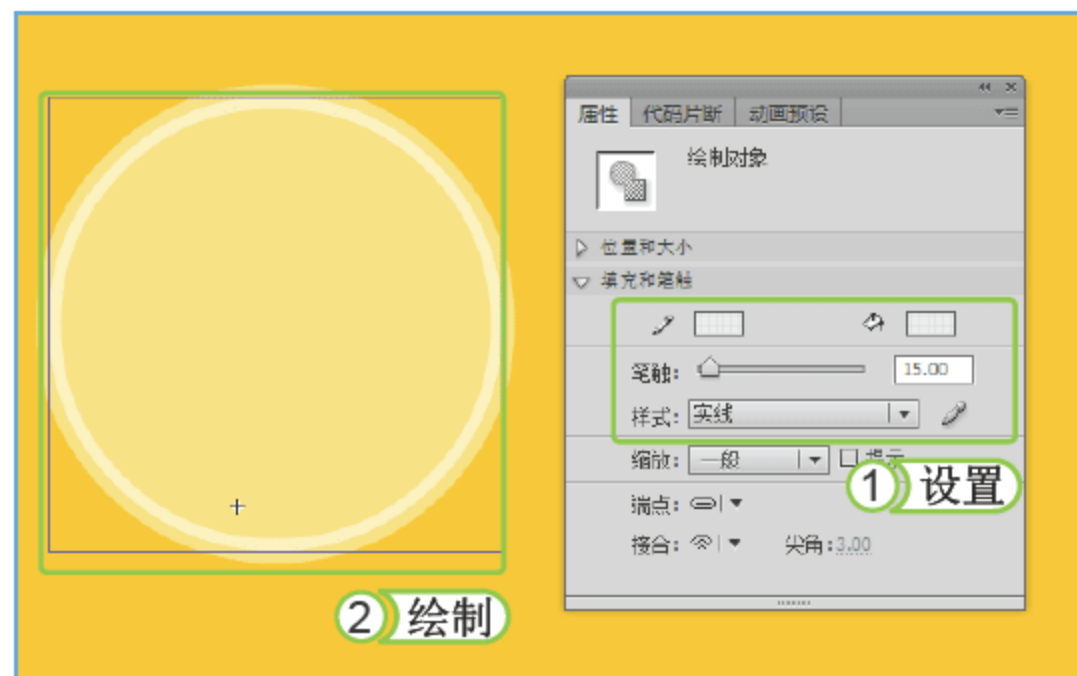 属性 代码片断 动画预设
绘制对象
位置和大小
填充和笔触
笔触: 15.00
样式: 实线
缩放: 一般 提示
① 设置
端点:
接合: 尖角:3.00
② 绘制